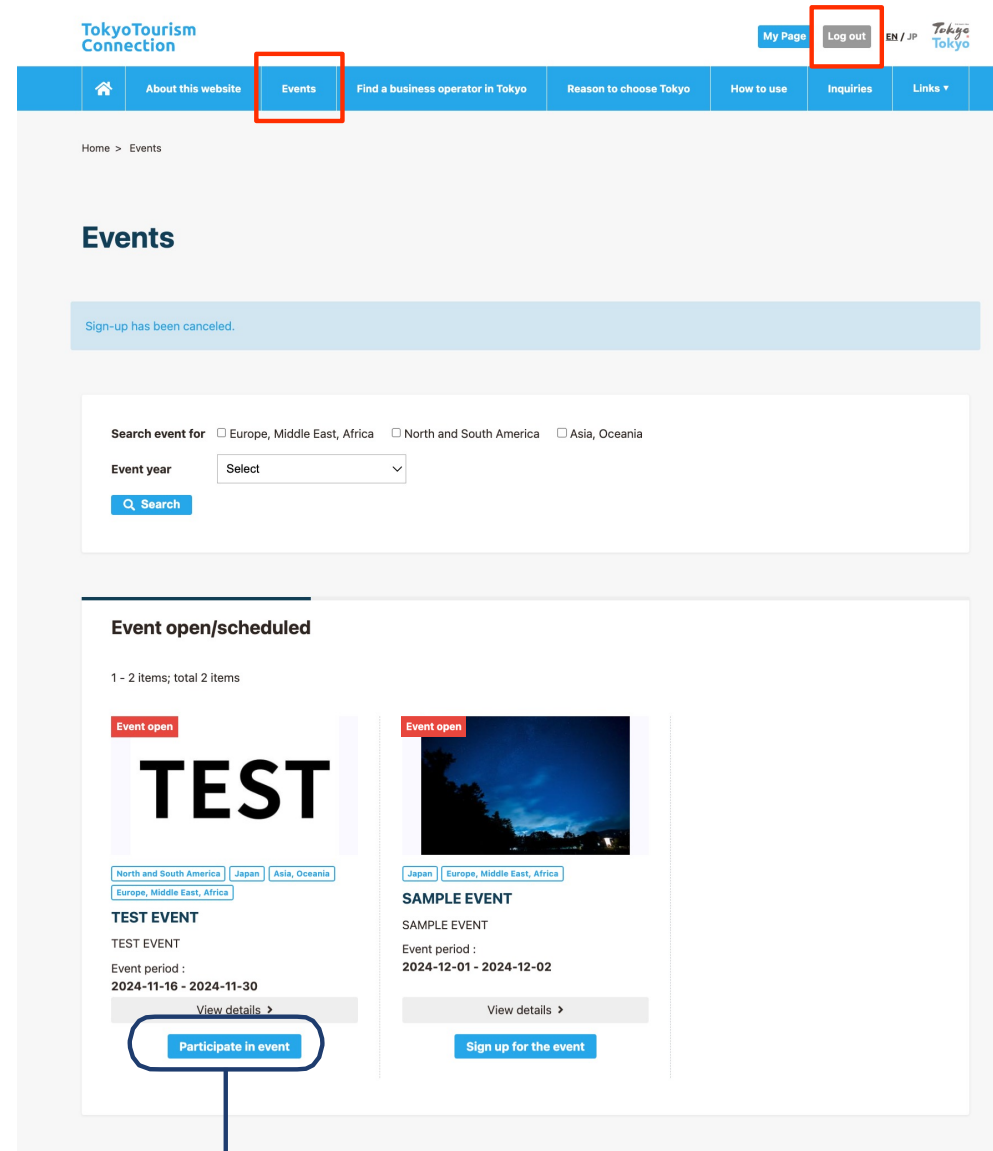 TokyoTourism
Connection
My Page
Log out
EN / JP
Tokyo
Tokyo
About this website
Events
Find a business operator in Tokyo
Reason to choose Tokyo
How to use
Inquiries
Links ▾
Home > Events
Events
Sign-up has been canceled.
Search event for Europe, Middle East, Africa North and South America Asia, Oceania
Event year Select
Search
Event open/scheduled
1 - 2 items; total 2 items
Event open
TEST
North and South America Japan Asia, Oceania
Europe, Middle East, Africa
TEST EVENT
TEST EVENT
Event period :
2024-11-16 - 2024-11-30
View details >
Participate in event
Event open
Japan Europe, Middle East, Africa
SAMPLE EVENT
SAMPLE EVENT
Event period :
2024-12-01 - 2024-12-02
View details >
Sign up for the event